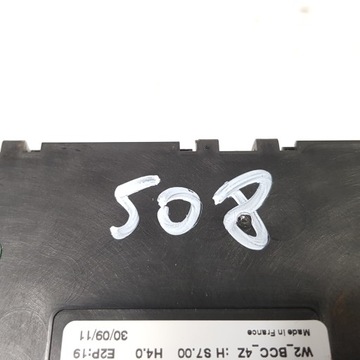 508
Made in France
W2_BCC_4Z :H S7.00 H4.0
E2P:19 30/09/11